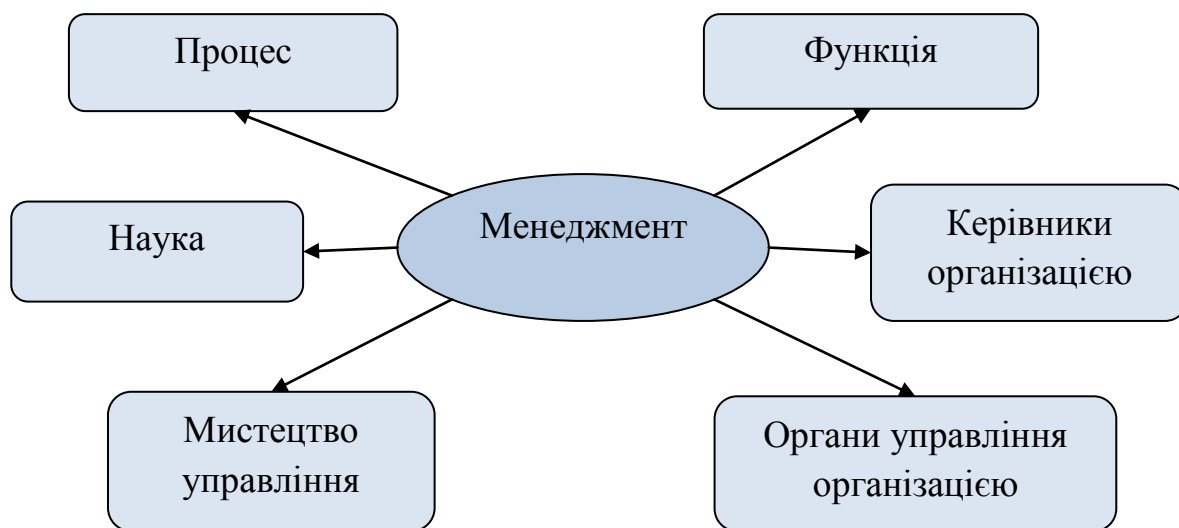 Процес
Функція
Менеджмент
Наука
Керівники
організацією
Мистецтво
управління
Органи управління
організацією